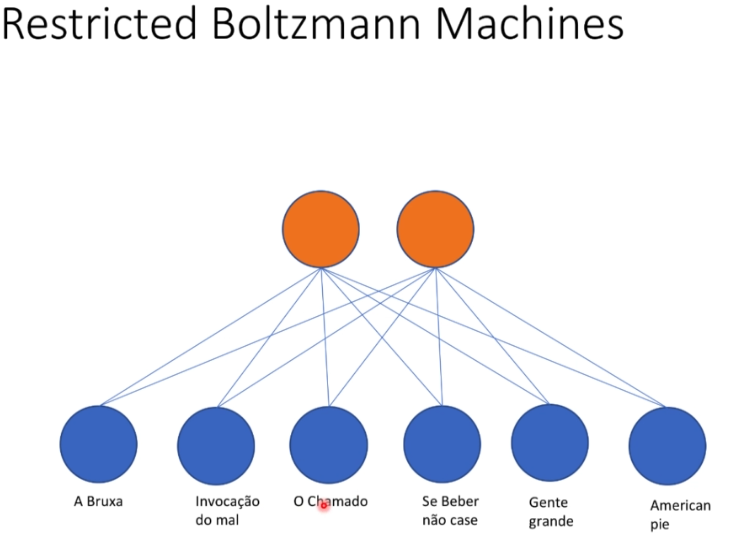 Restricted Boltzmann Machines
A Bruxa
Invocação
do mal
O Chamado
Se Beber
não case
Gente
grande
American
pie